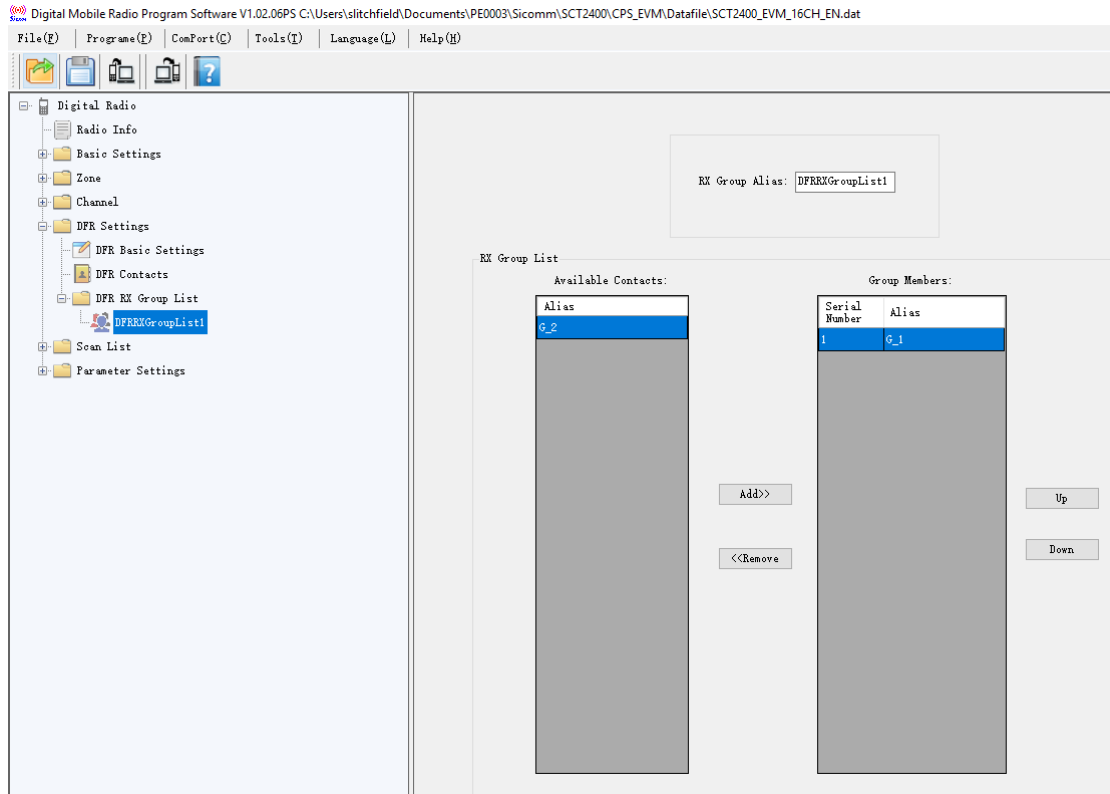 Digital Mobile Radio Program Software V1.02.06PS C:\Users\slitchfield\Documents\PE0003\Sicomm\SCT2400\CPS_EVM\Datafile\SCT2400_EVM_16CH_EN.dat
File(F) Programe(P) ComPort(C) Tools(T) Language(L) Help(H)
Digital Radio
Radio Info
Basic Settings
Zone
Channel
DFR Settings
DFR Basic Settings
DFR Contacts
DFR RX Group List
DFRRXGroupList1
Scan List
Parameter Settings
RX Group Alias: DFRRXGroupList1
RX Group List
Available Contacts:
Alias
G_2
Add>>
<<Remove
Group Members:
Serial Number Alias
1 G_1
Up
Down